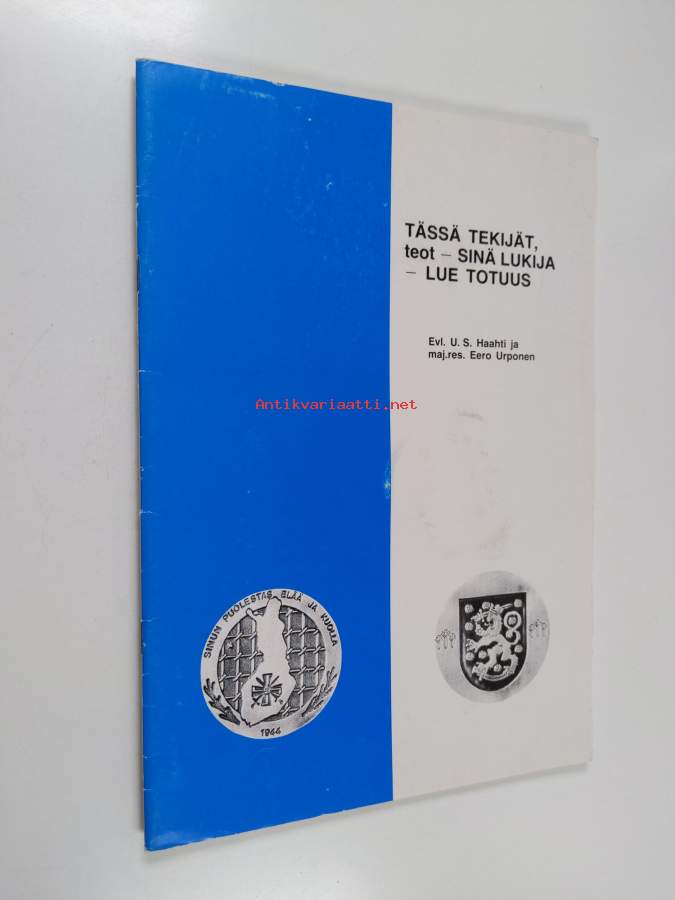 TÄSSÄ TEKIJÄT,
teot – SINÄ LUKIJA
– LUE TOTUUS
Evl. U. S. Haahti ja
maj.res. Eero Urponen
Antikvariaatti.net
SINUN PUOLESTAS ELÄÄ JA KUOLLA
1944